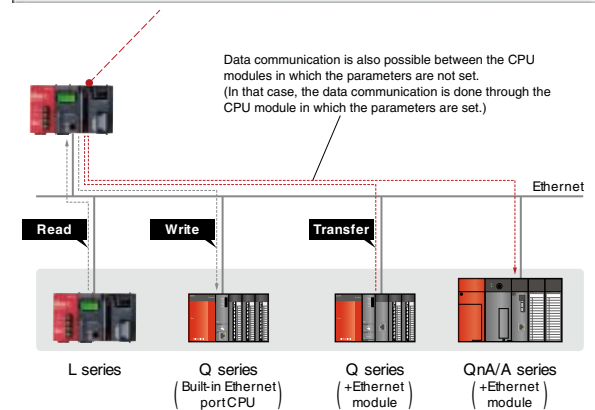 Data communication is also possible between the CPU
modules in which the parameters are not set.
(In that case, the data communication is done through the
CPU module in which the parameters are set.)
Ethernet
Read
Write
Transfer
L series
Q series
(Built-in Ethernet
port CPU)
Q series
(+Ethernet
module)
QnA/A series
(+Ethernet
module)